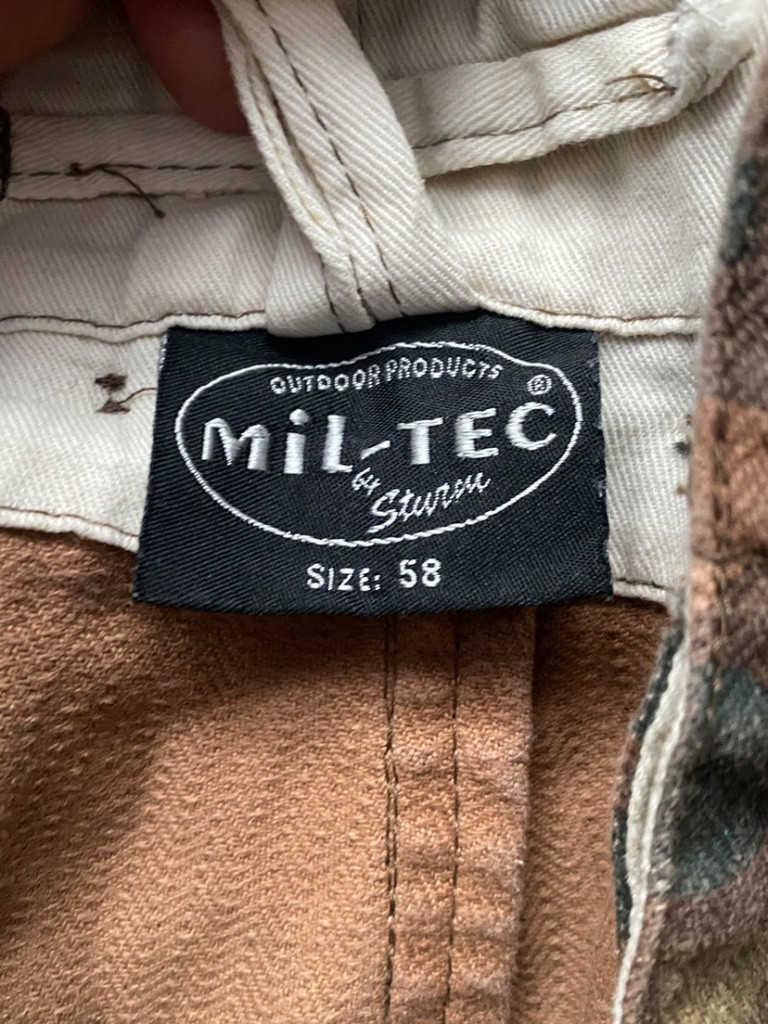 OUTDOOR PRODUCTS
®
MiL-TEC
by Sturm
SIZE: 58